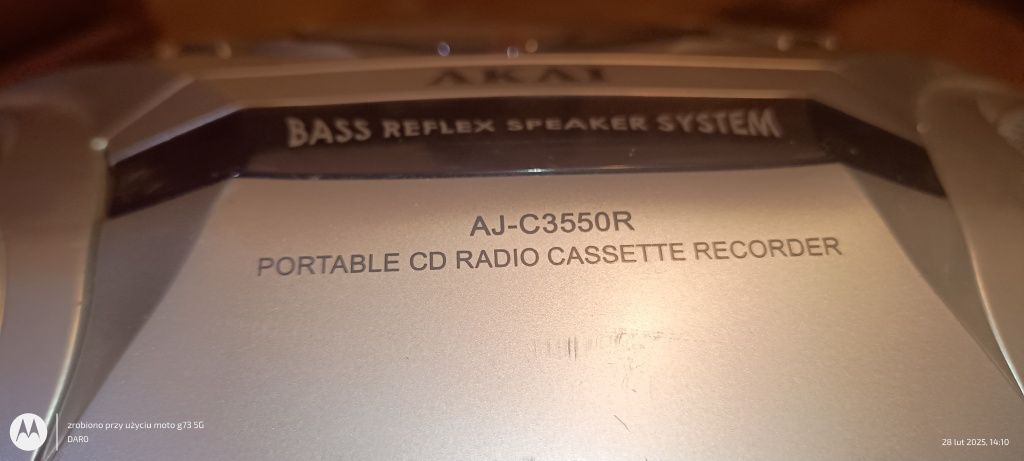 AKAI
BASS REFLEX SPEAKER SYSTEM
AJ-C3550R
PORTABLE CD RADIO CASSETTE RECORDER
zrobiono przy użyciu moto g73 5G
DARO
28 lut 2025, 14:10